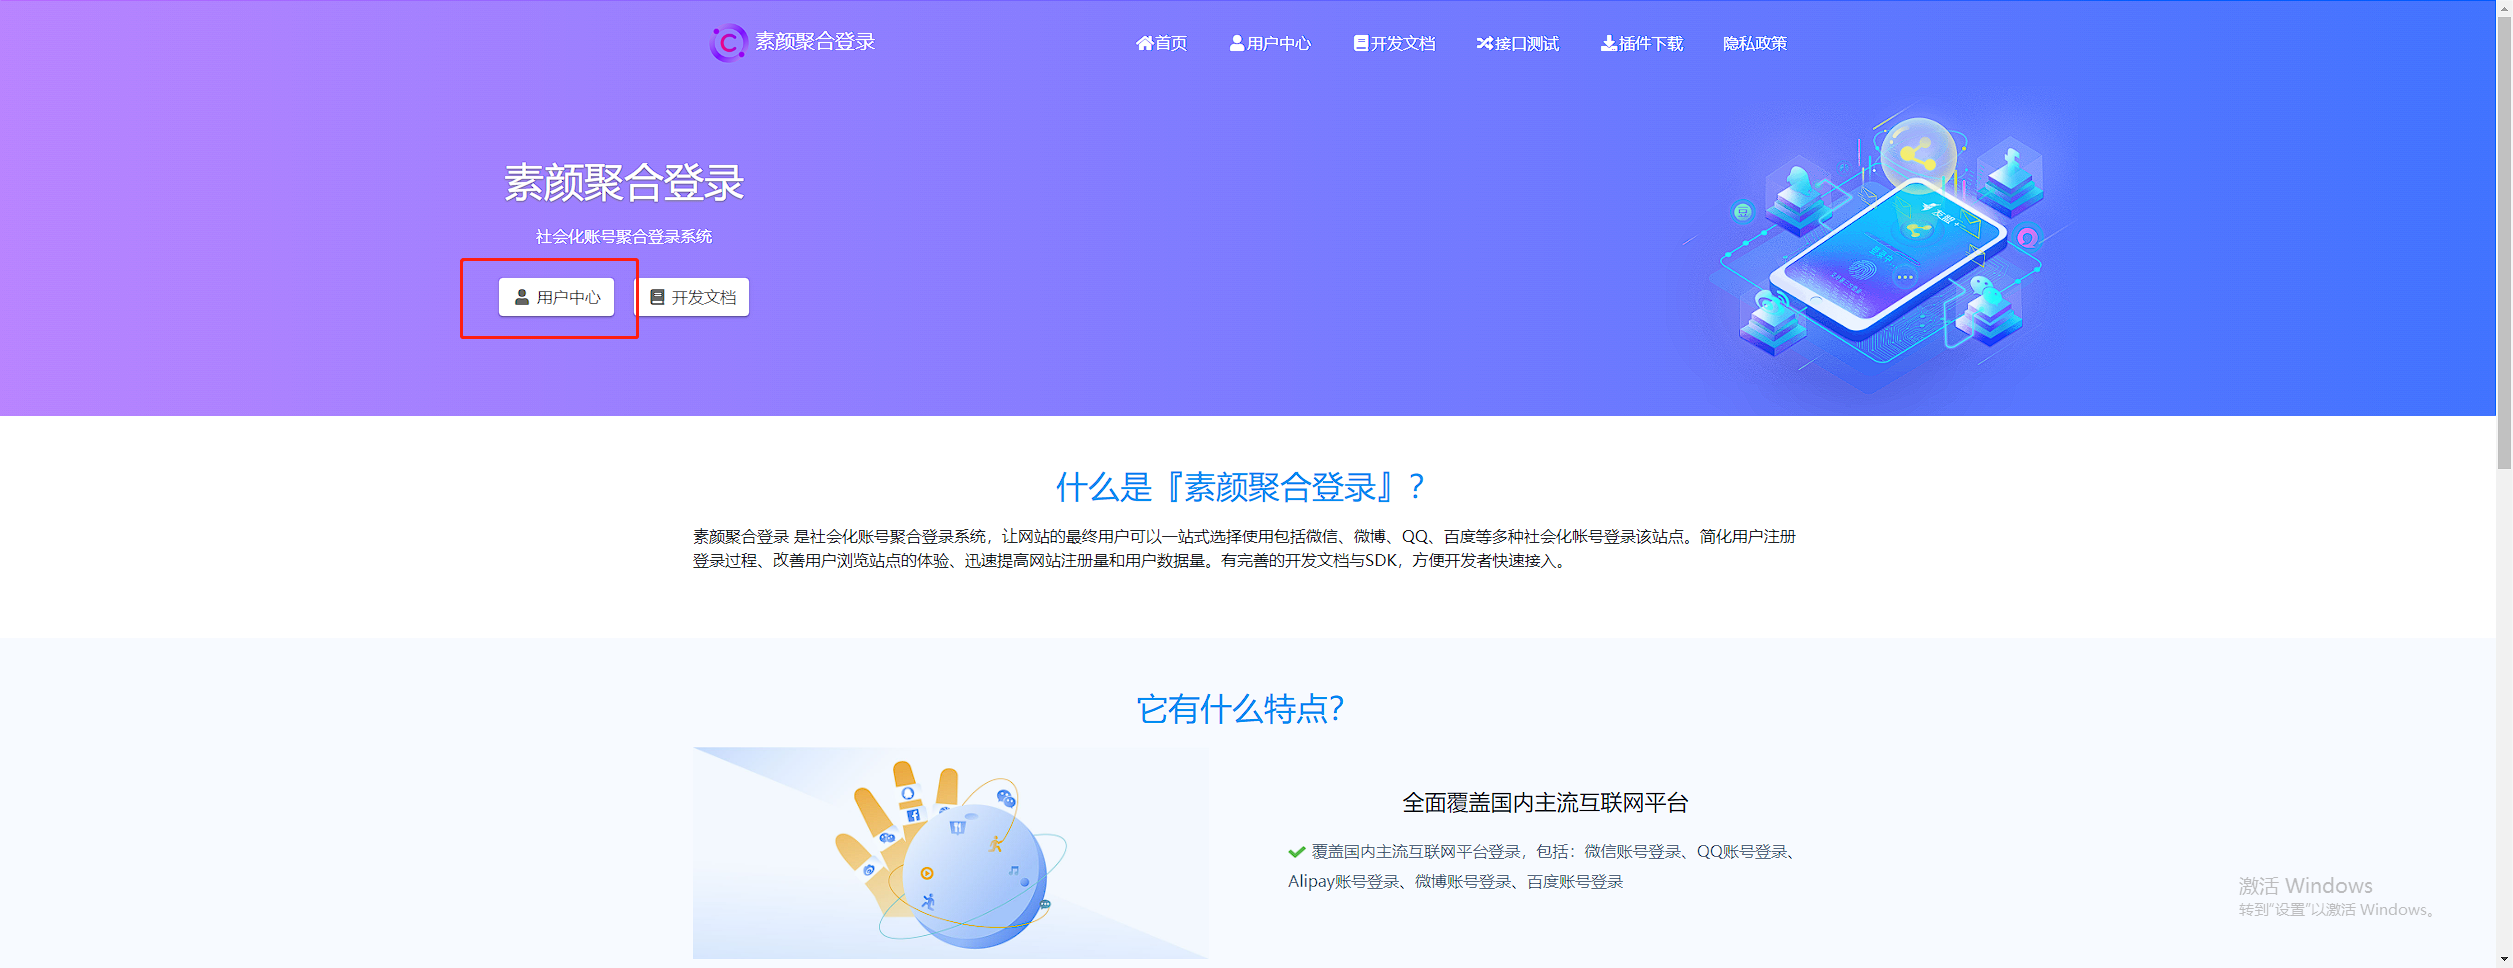 素颜聚合登录
首页
用户中心
开发文档
接口测试
插件下载
隐私政策
素颜聚合登录
社会化账号聚合登录系统
用户中心
开发文档
友盟+
豆
什么是『素颜聚合登录』？
素颜聚合登录 是社会化账号聚合登录系统，让网站的最终用户可以一站式选择使用包括微信、微博、QQ、百度等多种社会化帐号登录该站点。简化用户注册
登录过程、改善用户浏览站点的体验、迅速提高网站注册量和用户数据量。有完善的开发文档与SDK，方便开发者快速接入。
它有什么特点？
全面覆盖国内主流互联网平台
覆盖国内主流互联网平台登录，包括：微信账号登录、QQ账号登录、
Alipay账号登录、微博账号登录、百度账号登录
激活 Windows
转到"设置"以激活 Windows。